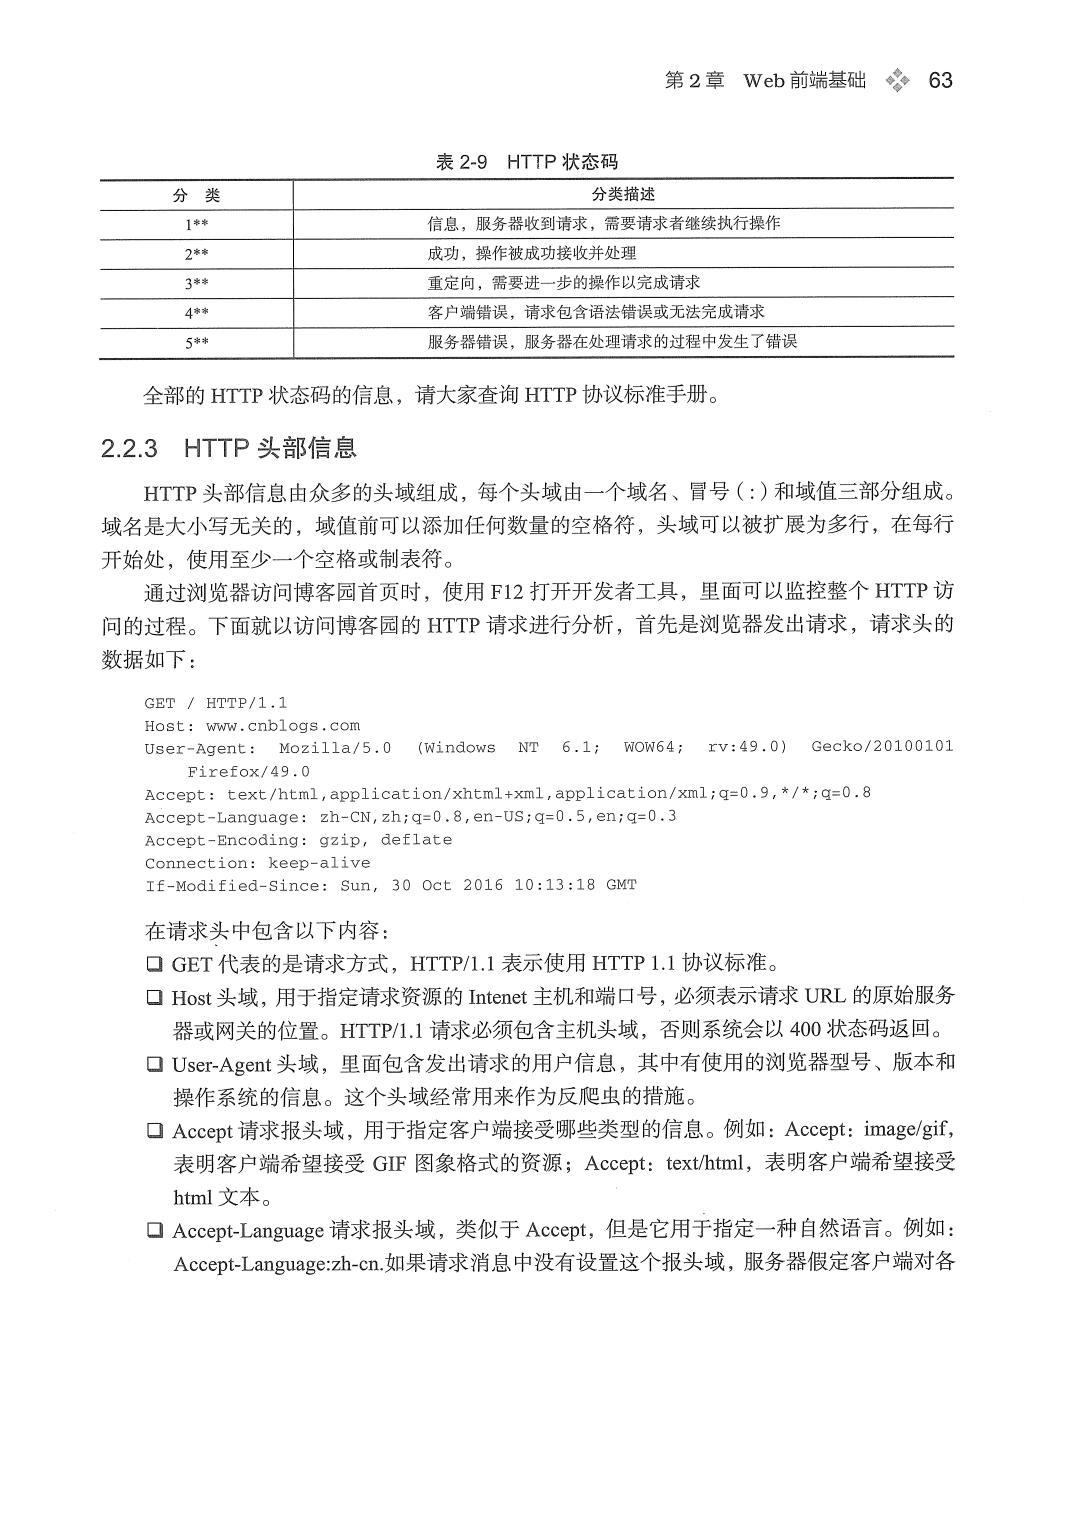 第 2 章 Web 前端基础 63
表 2-9 HTTP 状态码
分 类 分类描述
1** 信息，服务器收到请求，需要请求者继续执行操作
2** 成功，操作被成功接收并处理
3** 重定向，需要进一步的操作以完成请求
4** 客户端错误，请求包含语法错误或无法完成请求
5** 服务器错误，服务器在处理请求的过程中发生了错误
全部的 HTTP 状态码的信息，请大家查询 HTTP 协议标准手册。
2.2.3 HTTP 头部信息
HTTP 头部信息由众多的头域组成，每个头域由一个域名、冒号（:）和域值三部分组成。
域名是大小写无关的，域值前可以添加任何数量的空格符，头域可以被扩展为多行，在每行
开始处，使用至少一个空格或制表符。
通过浏览器访问博客园首页时，使用 F12 打开开发者工具，里面可以监控整个 HTTP 访
问的过程。下面就以访问博客园的 HTTP 请求进行分析，首先是浏览器发出请求，请求头的
数据如下：
GET / HTTP/1.1
Host: www.cnblogs.com
User-Agent: Mozilla/5.0 (Windows NT 6.1; WOW64; rv:49.0) Gecko/20100101
Firefox/49.0
Accept: text/html,application/xhtml+xml,application/xml;q=0.9,*/*;q=0.8
Accept-Language: zh-CN,zh;q=0.8,en-US;q=0.5,en;q=0.3
Accept-Encoding: gzip, deflate
Connection: keep-alive
If-Modified-Since: Sun, 30 Oct 2016 10:13:18 GMT
在请求头中包含以下内容：
❑ GET 代表的是请求方式，HTTP/1.1 表示使用 HTTP 1.1 协议标准。
❑ Host 头域，用于指定请求资源的 Intenet 主机和端口号，必须表示请求 URL 的原始服务
器或网关的位置。HTTP/1.1 请求必须包含主机头域，否则系统会以 400 状态码返回。
❑ User-Agent 头域，里面包含发出请求的用户信息，其中有使用的浏览器型号、版本和
操作系统的信息。这个头域经常用来作为反爬虫的措施。
❑ Accept 请求报头域，用于指定客户端接受哪些类型的信息。例如：Accept：image/gif，
表明客户端希望接受 GIF 图象格式的资源；Accept：text/html，表明客户端希望接受
html 文本。
❑ Accept-Language 请求报头域，类似于 Accept，但是它用于指定一种自然语言。例如：
Accept-Language:zh-cn.如果请求消息中没有设置这个报头域，服务器假定客户端对各